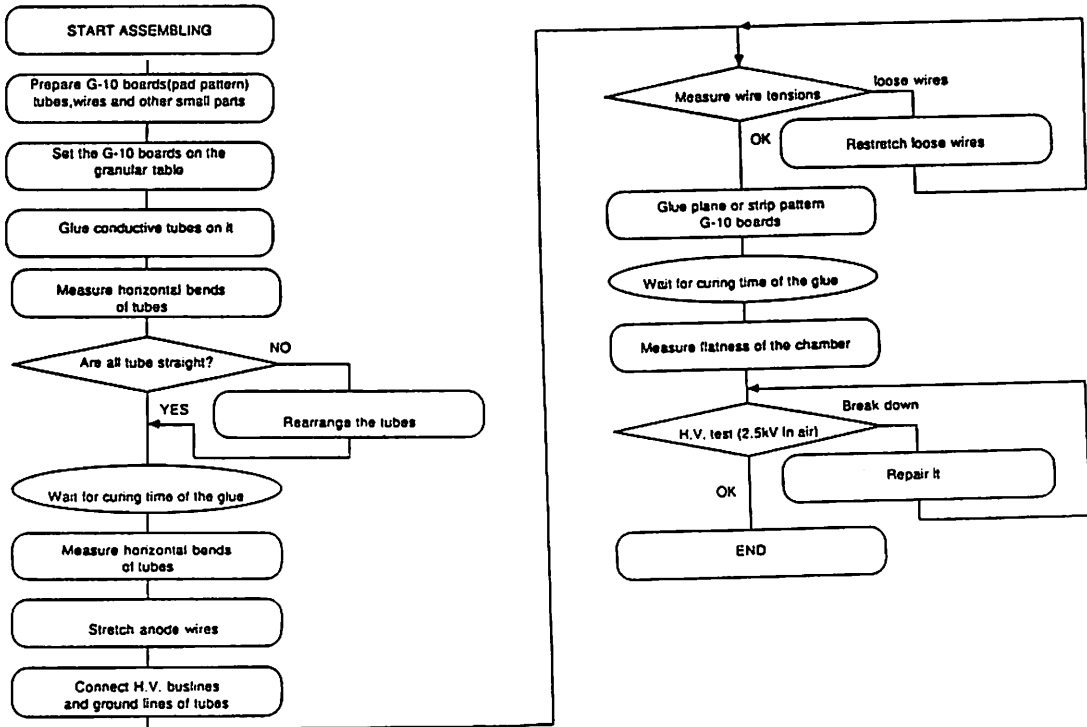 START ASSEMBLING
Prepare G-10 boards(pad pattern)
tubes,wires and other small parts
Set the G-10 boards on the
granular table
Glue conductive tubes on it
Measure horizontal bends
of tubes
Are all tube straight?
NO
YES
Rearrange the tubes
Wait for curing time of the glue
Measure horizontal bends
of tubes
Stretch anode wires
Connect H.V. buslines
and ground lines of tubes
Measure wire tensions
loose wires
OK
Restretch loose wires
Glue plane or strip pattern
G-10 boards
Wait for curing time of the glue
Measure flatness of the chamber
Break down
H.V. test (2.5kV in air)
OK
Repair it
END